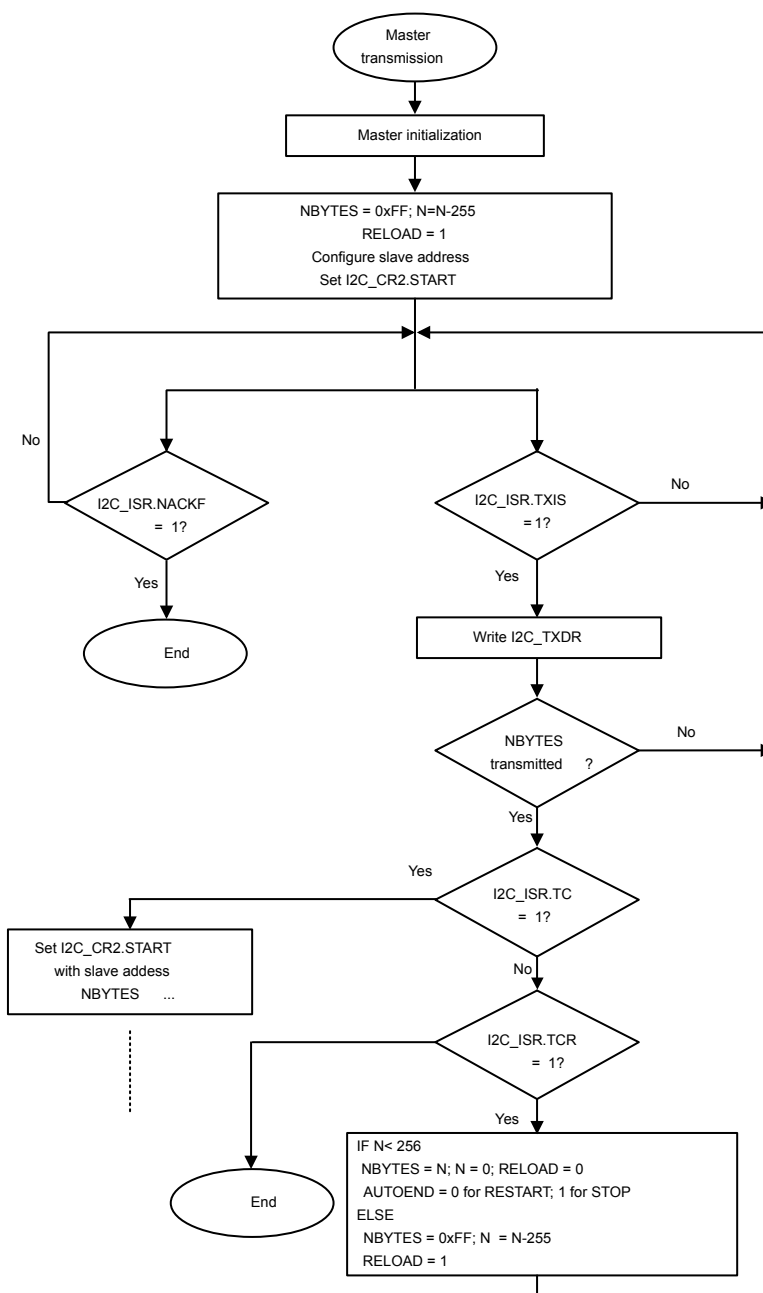 Master
transmission
Master initialization
NBYTES = 0xFF; N=N-255
RELOAD = 1
Configure slave address
Set I2C_CR2.START
No
I2C_ISR.NACKF
= 1?
Yes
End
I2C_ISR.TXIS
=1?
No
Yes
Write I2C_TXDR
NBYTES
transmitted ?
No
Yes
I2C_ISR.TC
= 1?
Yes
Set I2C_CR2.START
with slave addess
NBYTES ...
No
I2C_ISR.TCR
= 1?
Yes
End
IF N< 256
NBYTES = N; N = 0; RELOAD = 0
AUTOEND = 0 for RESTART; 1 for STOP
ELSE
NBYTES = 0xFF; N = N-255
RELOAD = 1